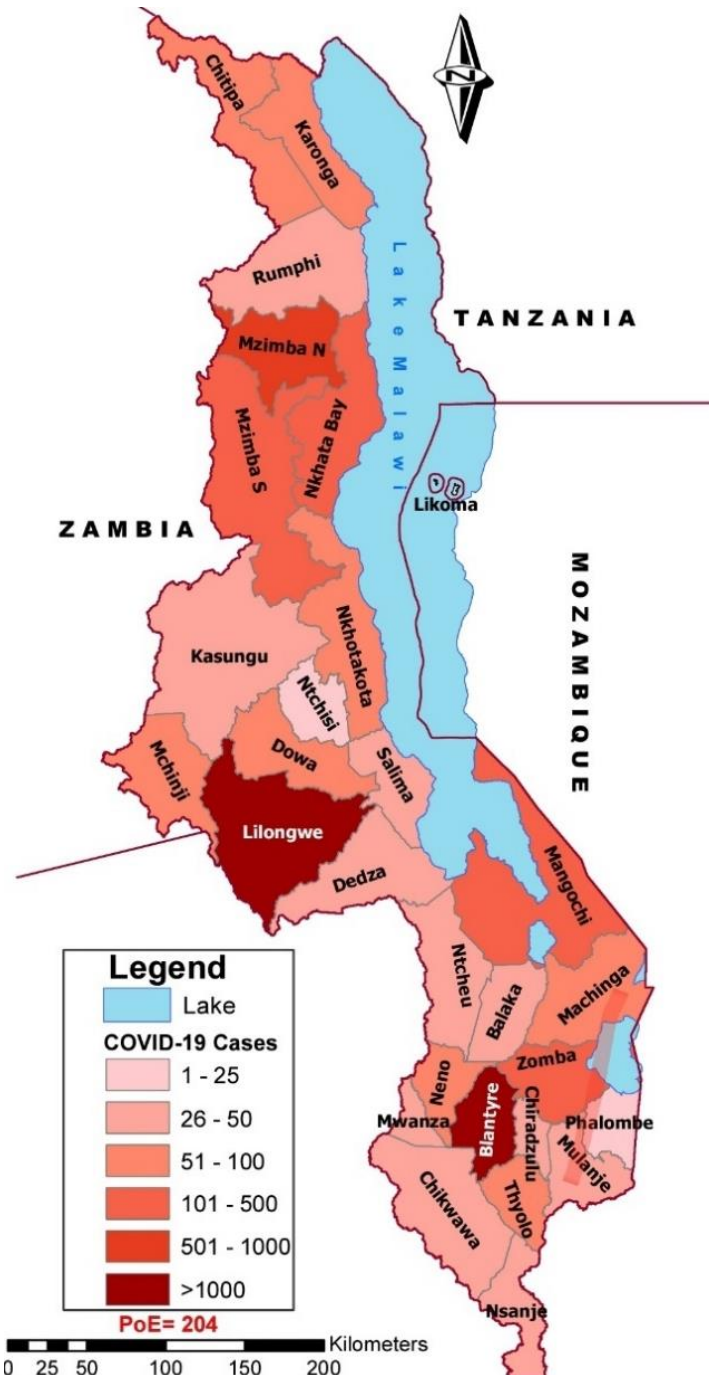 Chitipa
Karonga
N
Rumphi
Lake Malawi
TANZANIA
Mzimba N
Mzimba S
Nkhata Bay
Likoma
ZAMBIA
MOZAMBIQUE
Kasungu
Nkhotakota
Ntchisi
Mchinji
Dowa
Salima
Lilongwe
Dedza
Mangochi
Ntcheu
Balaka
Machinga
Neno
Zomba
Mwanza
Blantyre
Chiradzulu
Phalombe
Mulanje
Chikwawa
Thyolo
Nsanje
Legend
Lake
COVID-19 Cases
1 - 25
26 - 50
51 - 100
101 - 500
501 - 1000
>1000
PoE= 204
Kilometers
0 25 50 100 150 200